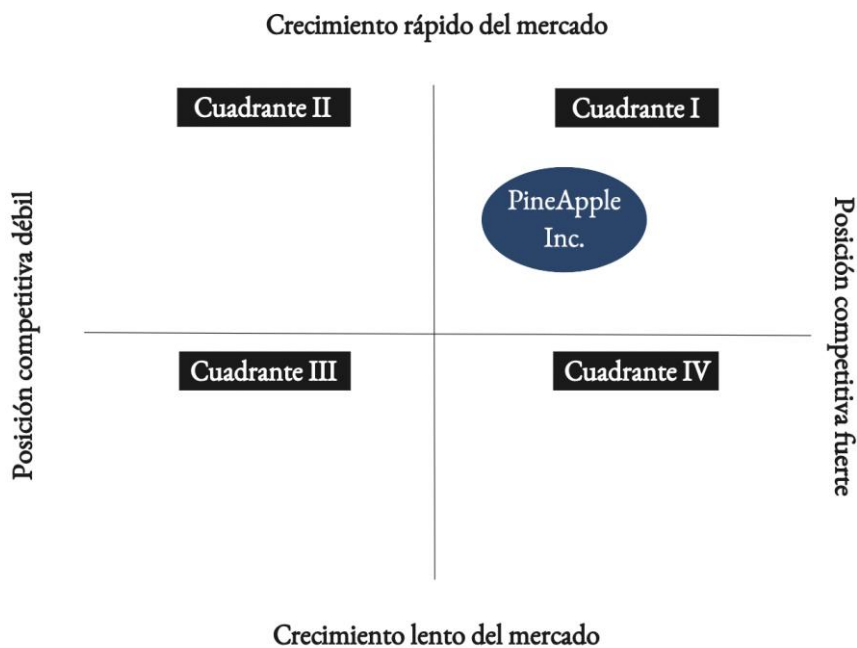 Crecimiento rápido del mercado
Cuadrante II
Cuadrante I
PineApple
Inc.
Posición competitiva débil
Posición competitiva fuerte
Cuadrante III
Cuadrante IV
Crecimiento lento del mercado